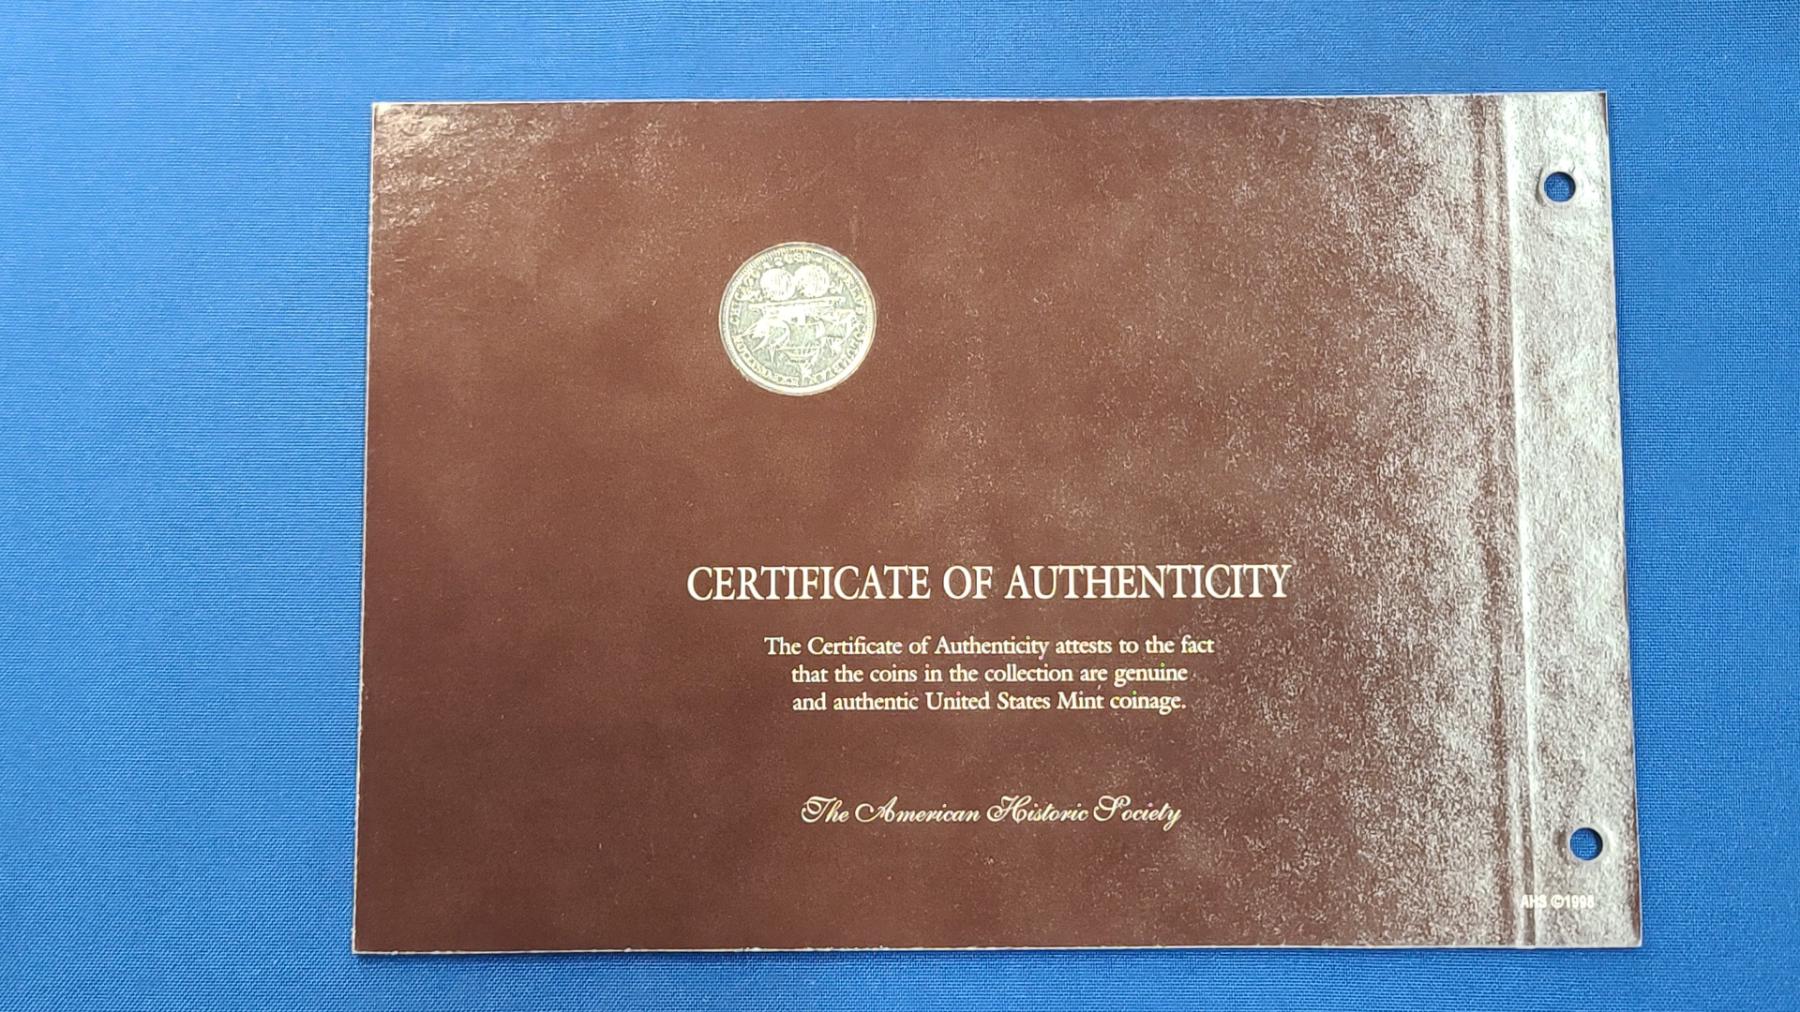 CERTIFICATE OF AUTHENTICITY
The Certificate of Authenticity attests to the fact
that the coins in the collection are genuine
and authentic United States Mint coinage.
The American Historic Society
AHS ©1998